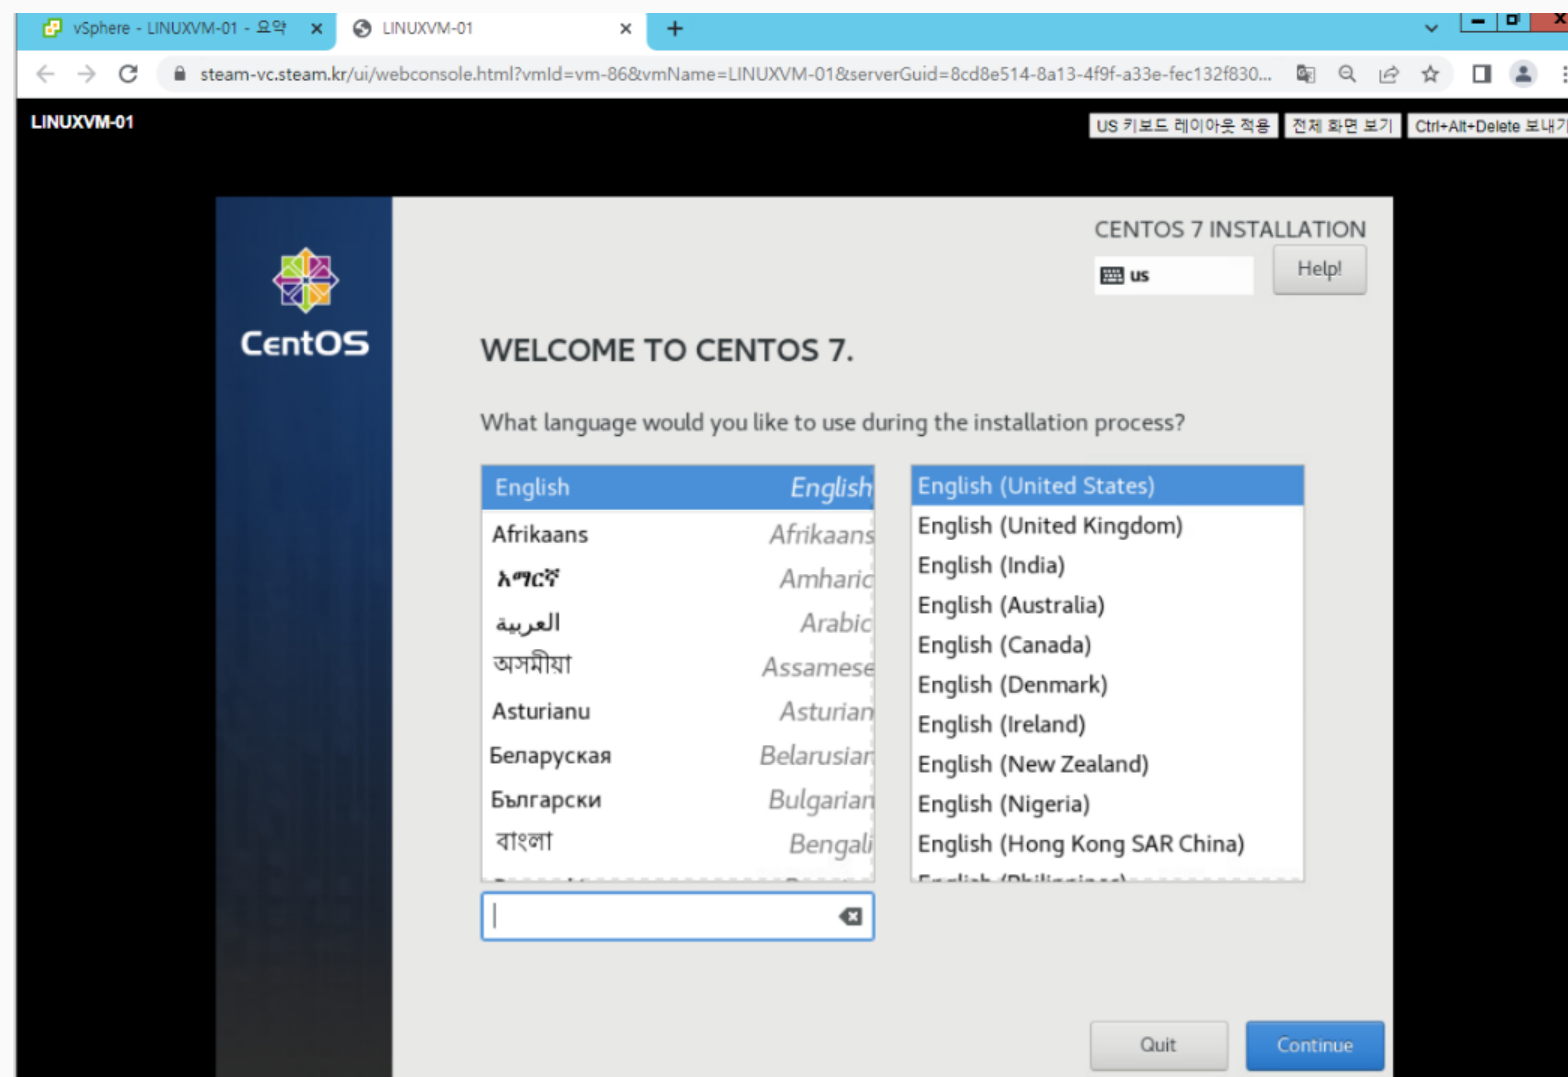 vSphere - LINUXVM-01 - 요약
LINUXVM-01
steam-vc.steam.kr/ui/webconsole.html?vmId=vm-86&vmName=LINUXVM-01&serverGuid=8cd8e514-8a13-4f9f-a33e-fec132f830...
LINUXVM-01
US 키보드 레이아웃 적용
전체 화면 보기
Ctrl+Alt+Delete 보내기
CentOS
CENTOS 7 INSTALLATION
us
Help!
WELCOME TO CENTOS 7.
What language would you like to use during the installation process?
English English
Afrikaans Afrikaans
አማርኛ Amharic
العربية Arabic
অসমীয়া Assamese
Asturianu Asturian
Беларуская Belarusian
Български Bulgarian
বাংলা Bengali
English (United States)
English (United Kingdom)
English (India)
English (Australia)
English (Canada)
English (Denmark)
English (Ireland)
English (New Zealand)
English (Nigeria)
English (Hong Kong SAR China)
English (Philippines)
Quit
Continue